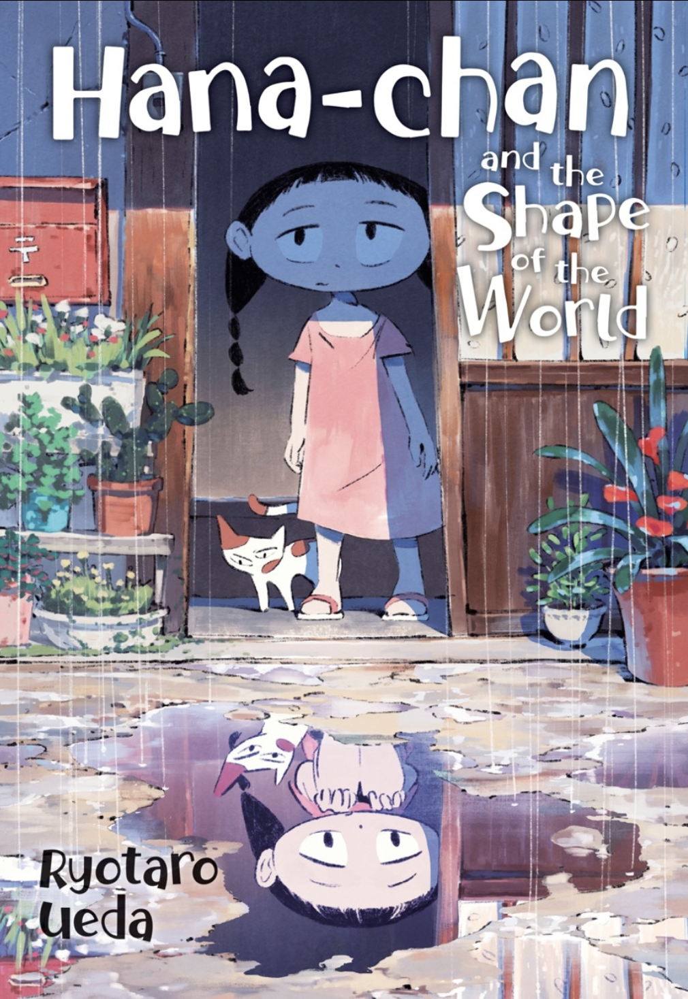 Hana-chan
and the
Shape
of the
World
〒
Ryotaro
Ueda